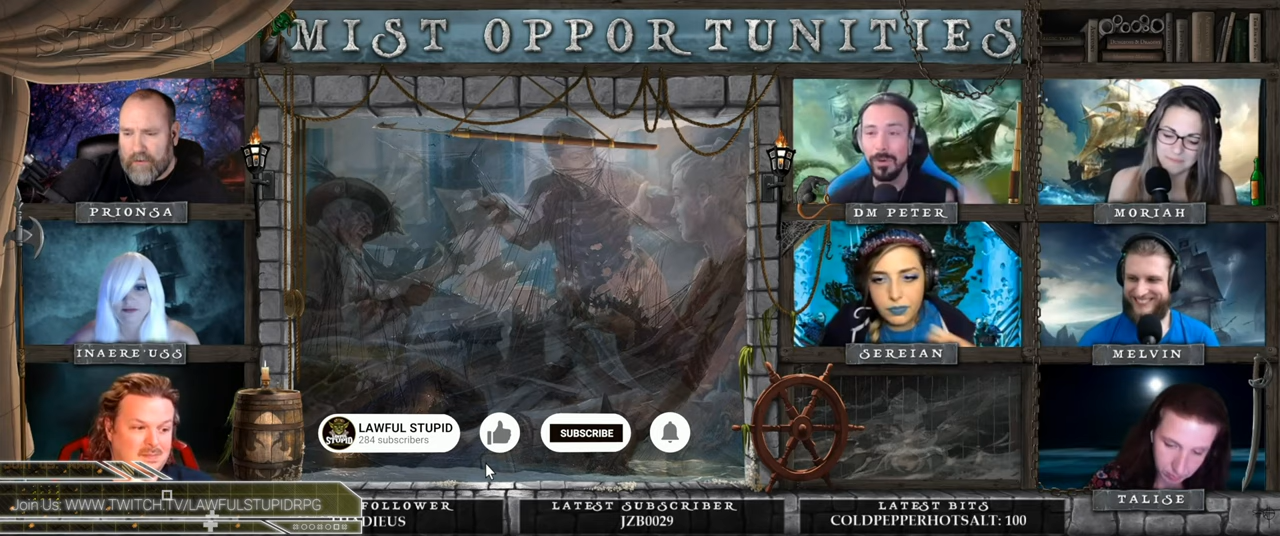 LAWFUL
STUPID
MIST OPPORTUNITIES
PRIONSA
DM PETER
MORIAH
INAERE'USS
SEREIAN
MELVIN
STUPID
LAWFUL STUPID
284 subscribers
SUBSCRIBE
TALISE
Join Us: WWW.TWITCH.TV/LAWFULSTUPIDRPG
FOLLOWER
DIEUS
LATEST SUBSCRIBER
JZB0029
LATEST BITS
COLDPEPPERHOTSALT: 100